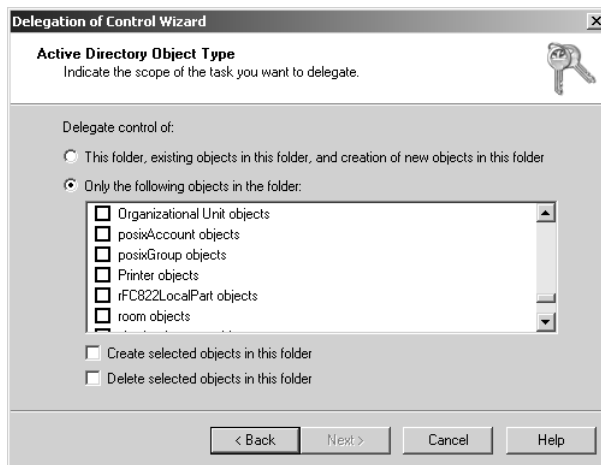 Delegation of Control Wizard
Active Directory Object Type
Indicate the scope of the task you want to delegate.
Delegate control of:
This folder, existing objects in this folder, and creation of new objects in this folder
Only the following objects in the folder:
Organizational Unit objects
posixAccount objects
posixGroup objects
Printer objects
rFC822LocalPart objects
room objects
Create selected objects in this folder
Delete selected objects in this folder
< Back
Next >
Cancel
Help